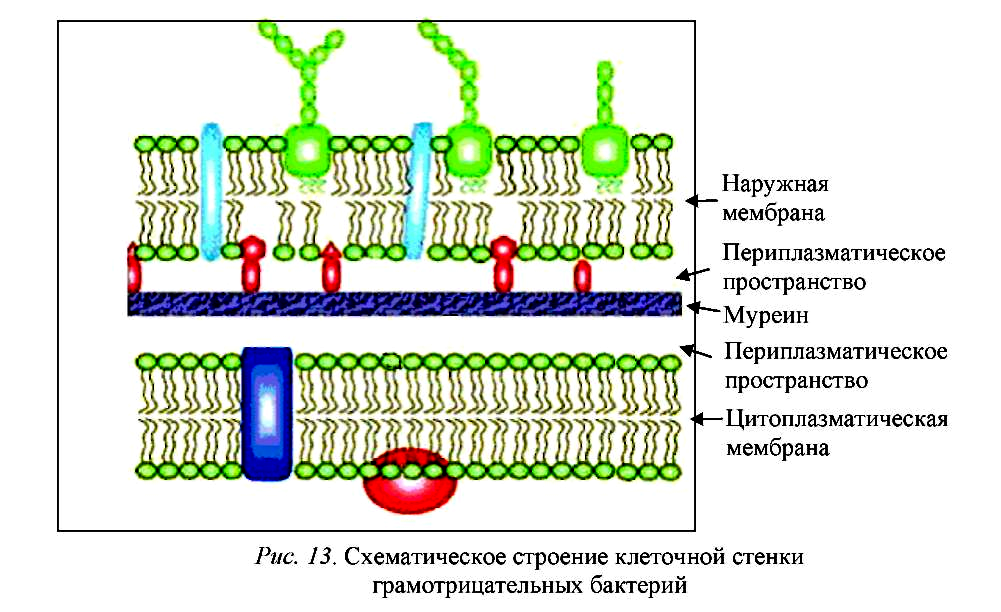 Наружная
мембрана
Периплазматическое
пространство
Муреин
Периплазматическое
пространство
Цитоплазматическая
мембрана
Рис. 13. Схематическое строение клеточной стенки
грамотрицательных бактерий